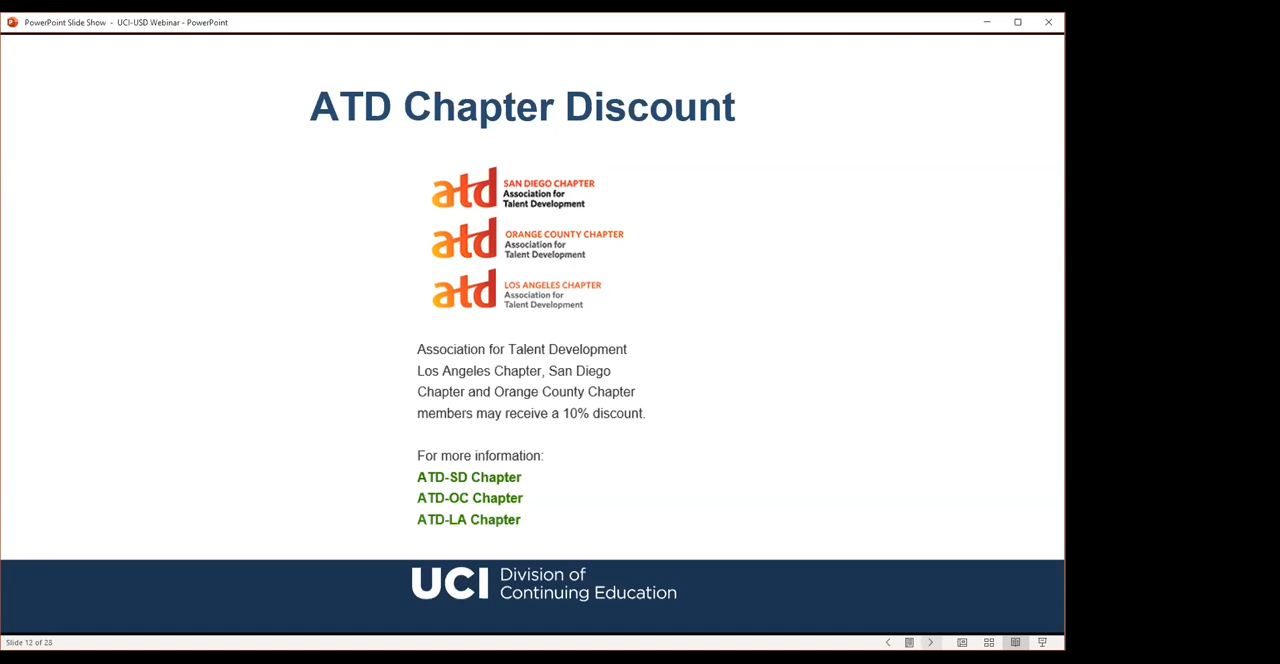 PowerPoint Slide Show - UCI-USD Webinar - PowerPoint
ATD Chapter Discount
atd SAN DIEGO CHAPTER
Association for
Talent Development
atd ORANGE COUNTY CHAPTER
Association for
Talent Development
atd LOS ANGELES CHAPTER
Association for
Talent Development
Association for Talent Development
Los Angeles Chapter, San Diego
Chapter and Orange County Chapter
members may receive a 10% discount.
For more information:
ATD-SD Chapter
ATD-OC Chapter
ATD-LA Chapter
UCI Division of
Continuing Education
Slide 12 of 28